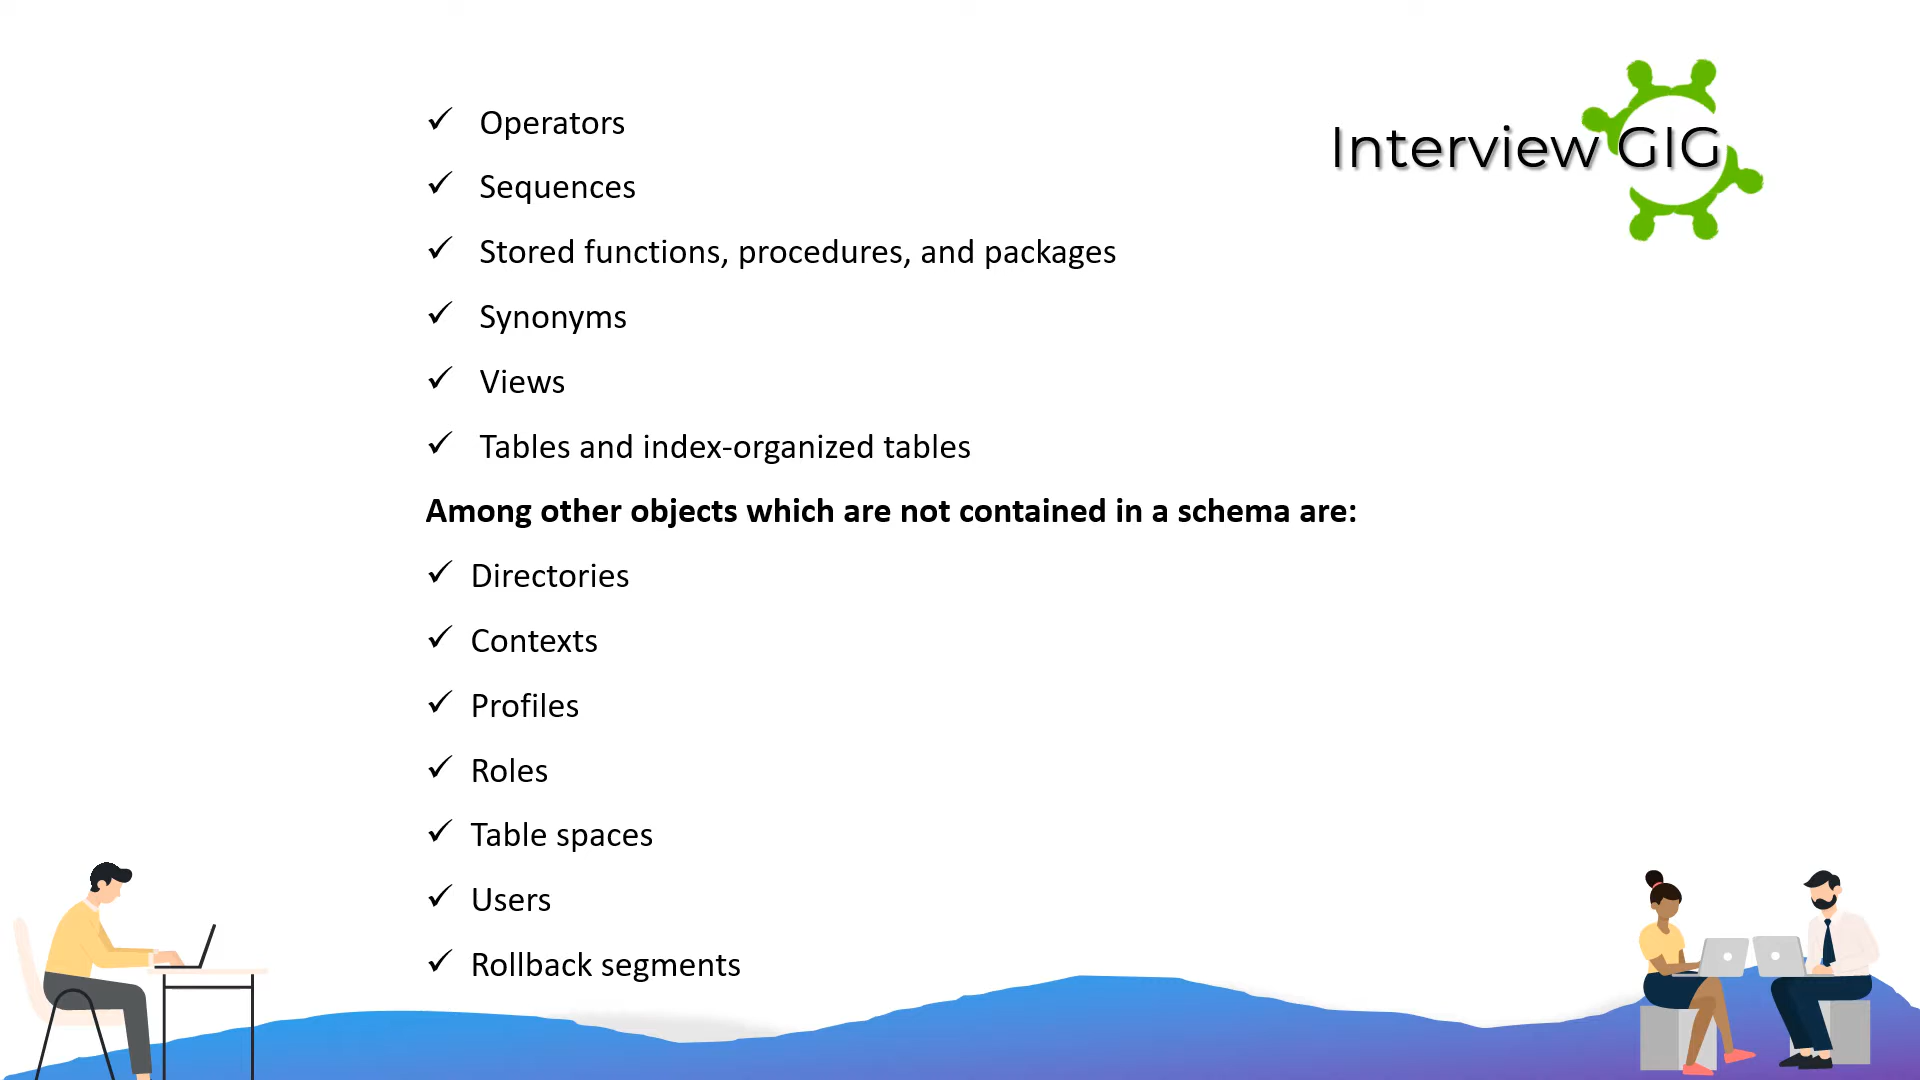 Interview GIG
✓ Operators
✓ Sequences
✓ Stored functions, procedures, and packages
✓ Synonyms
✓ Views
✓ Tables and index-organized tables
Among other objects which are not contained in a schema are:
✓ Directories
✓ Contexts
✓ Profiles
✓ Roles
✓ Table spaces
✓ Users
✓ Rollback segments